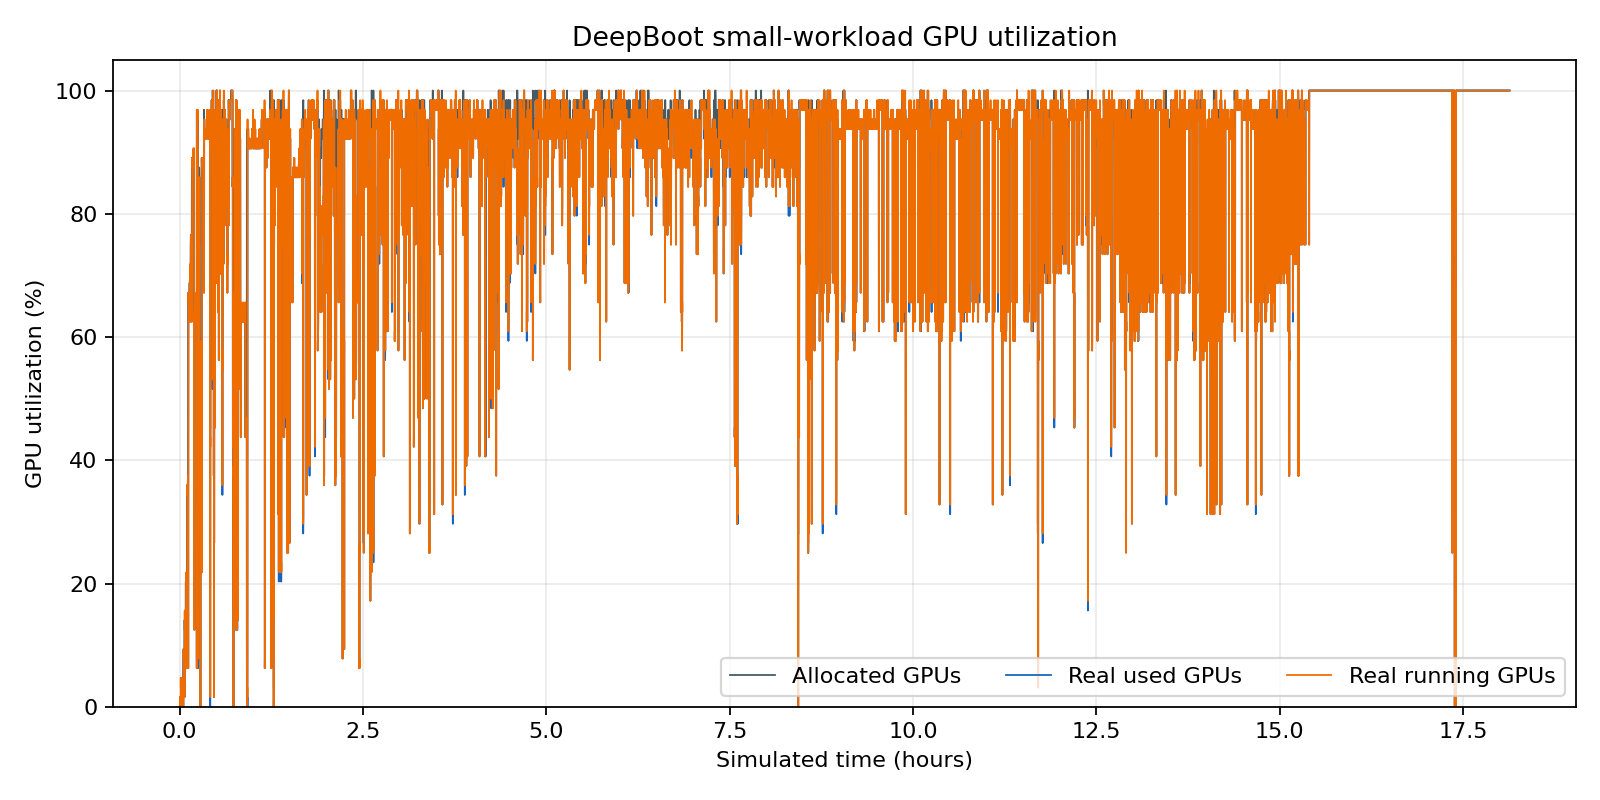 DeepBoot small-workload GPU utilization
GPU utilization (%)
100
80
60
40
20
0
Allocated GPUs
Real used GPUs
Real running GPUs
0.0
2.5
5.0
7.5
10.0
12.5
15.0
17.5
Simulated time (hours)